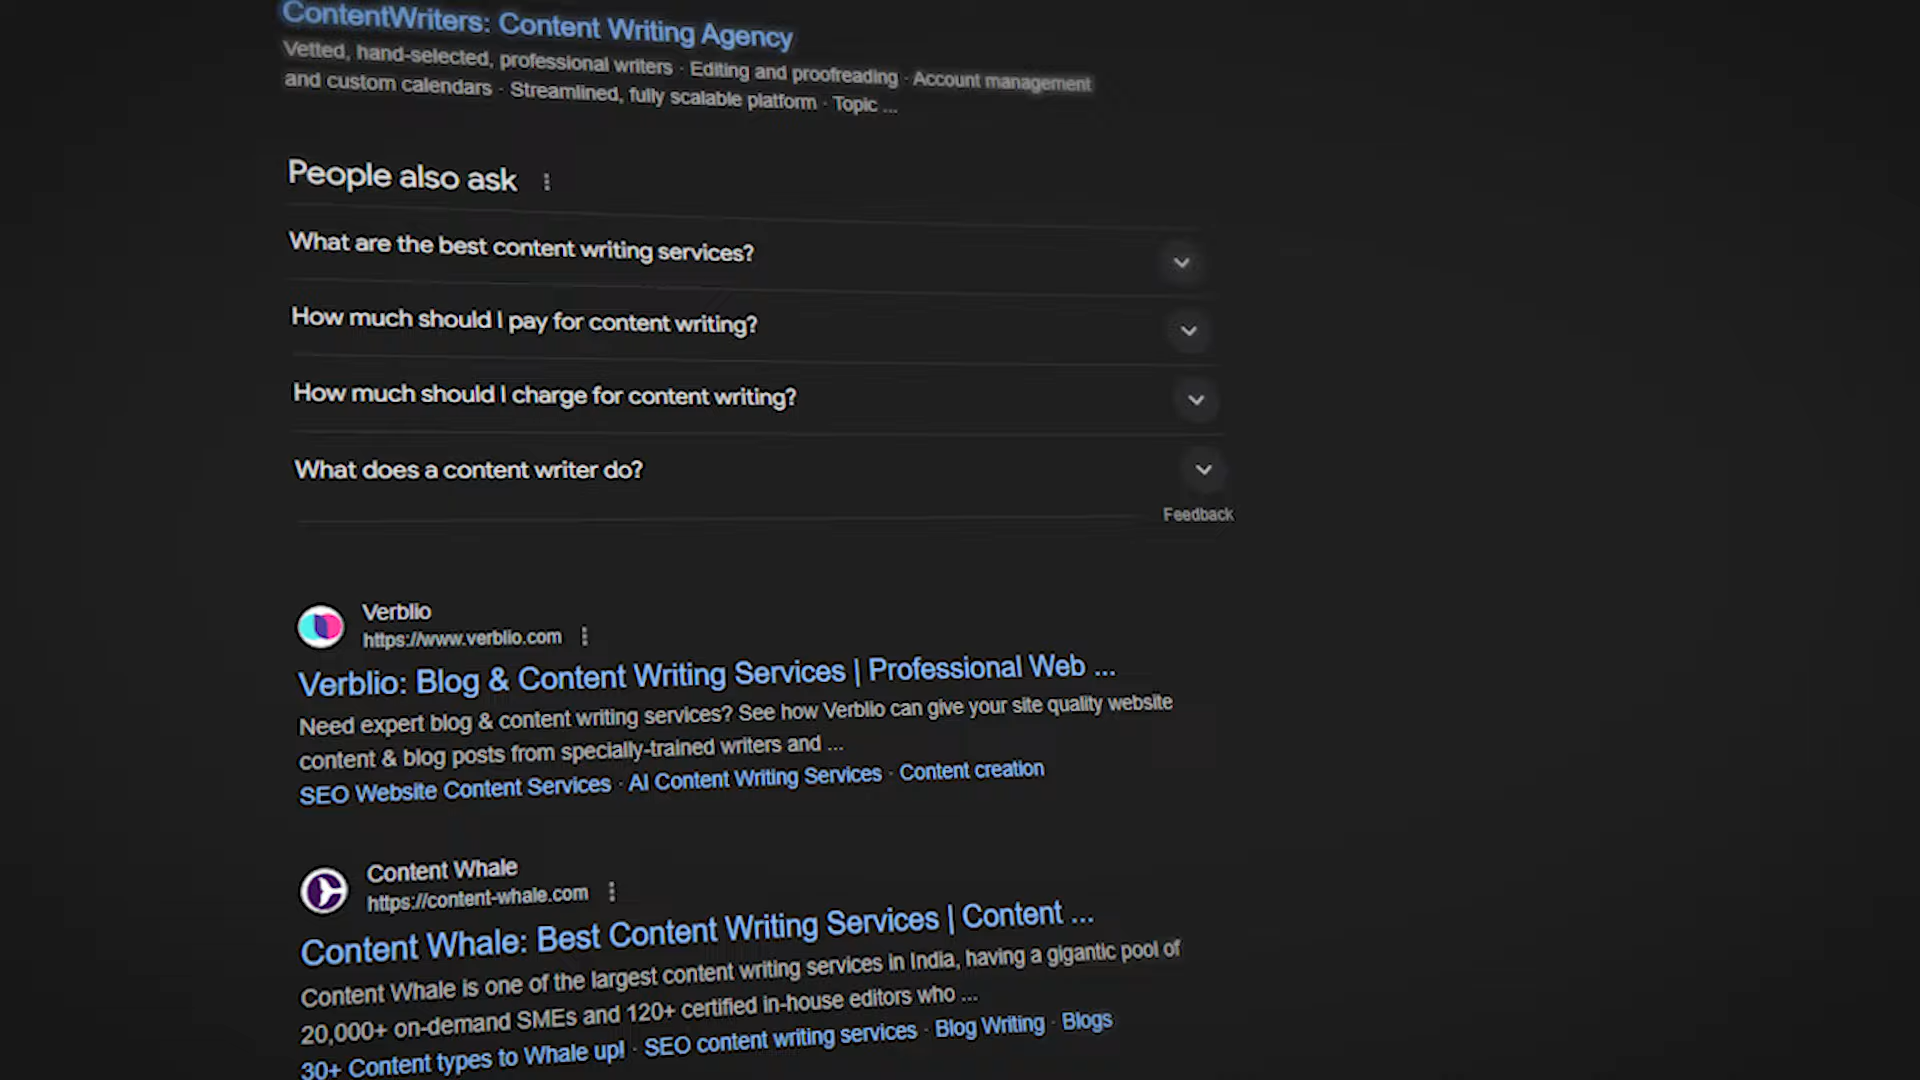 ContentWriters: Content Writing Agency
Vetted, hand-selected, professional writers · Editing and proofreading · Account management
and custom calendars · Streamlined, fully scalable platform · Topic ...
People also ask
What are the best content writing services?
How much should I pay for content writing?
How much should I charge for content writing?
What does a content writer do?
Feedback
Verblio
https://www.verblio.com
Verblio: Blog & Content Writing Services | Professional Web ...
Need expert blog & content writing services? See how Verblio can give your site quality website
content & blog posts from specially-trained writers and ...
SEO Website Content Services · AI Content Writing Services · Content creation
Content Whale
https://content-whale.com
Content Whale: Best Content Writing Services | Content ...
Content Whale is one of the largest content writing services in India, having a gigantic pool of
20,000+ on-demand SMEs and 120+ certified in-house editors who ...
30+ Content types to Whale up! · SEO content writing services · Blog Writing · Blogs